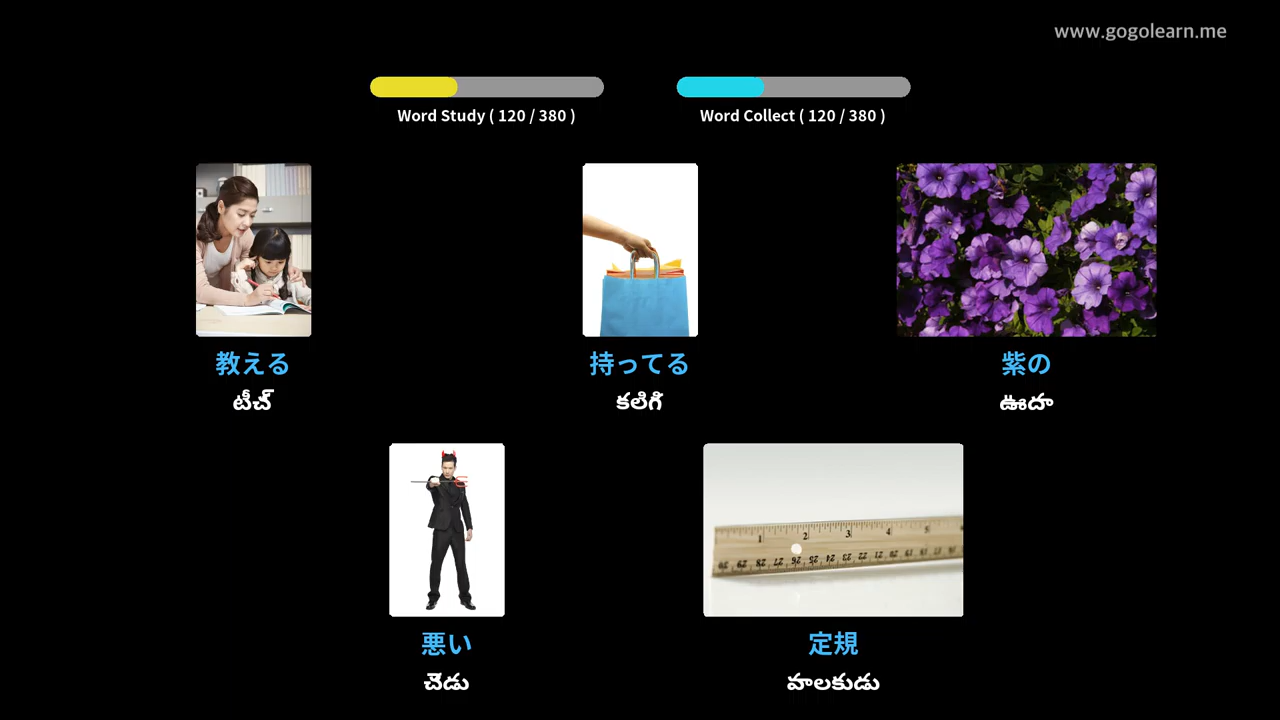 www.gogolearn.me
Word Study ( 120 / 380 )
Word Collect ( 120 / 380 )
教える
టీచ్
持ってる
కలిగి
紫の
ఊదా
悪い
చెడు
定規
పాలకుడు